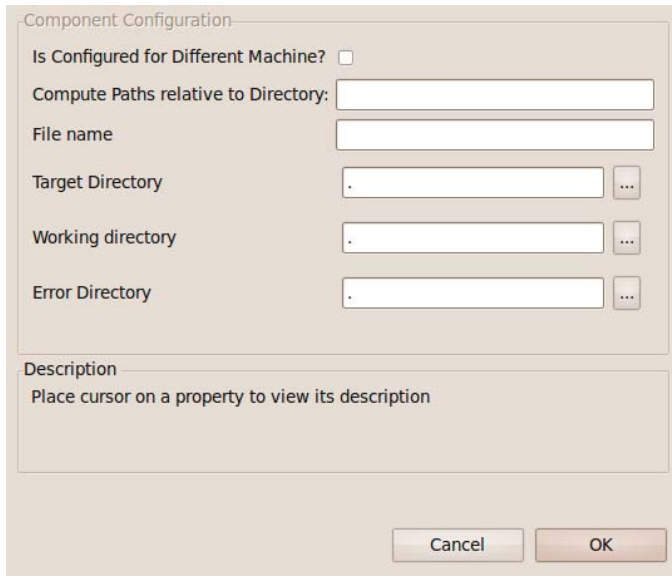 Component Configuration
Is Configured for Different Machine?
Compute Paths relative to Directory:
File name
Target Directory . ...
Working directory . ...
Error Directory . ...
Description
Place cursor on a property to view its description
Cancel OK